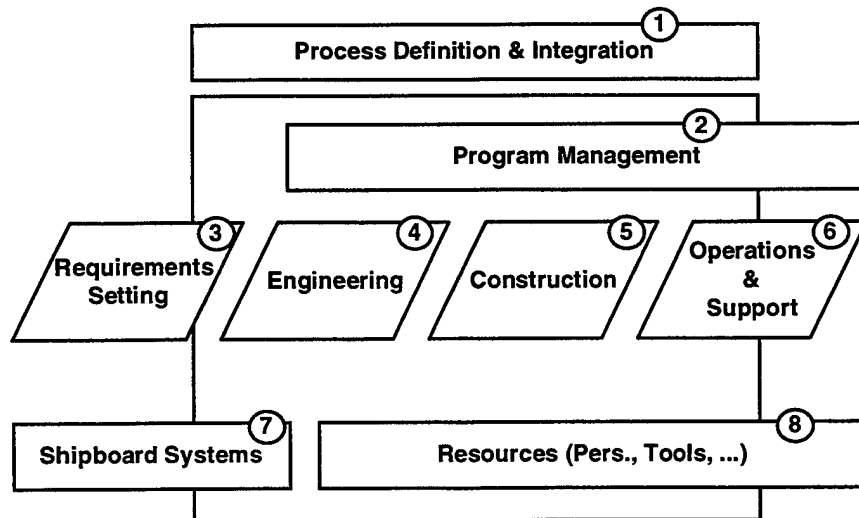 1
Process Definition & Integration
2
Program Management
3
Requirements
Setting
4
Engineering
5
Construction
6
Operations
&
Support
7
Shipboard Systems
8
Resources (Pers., Tools, ...)